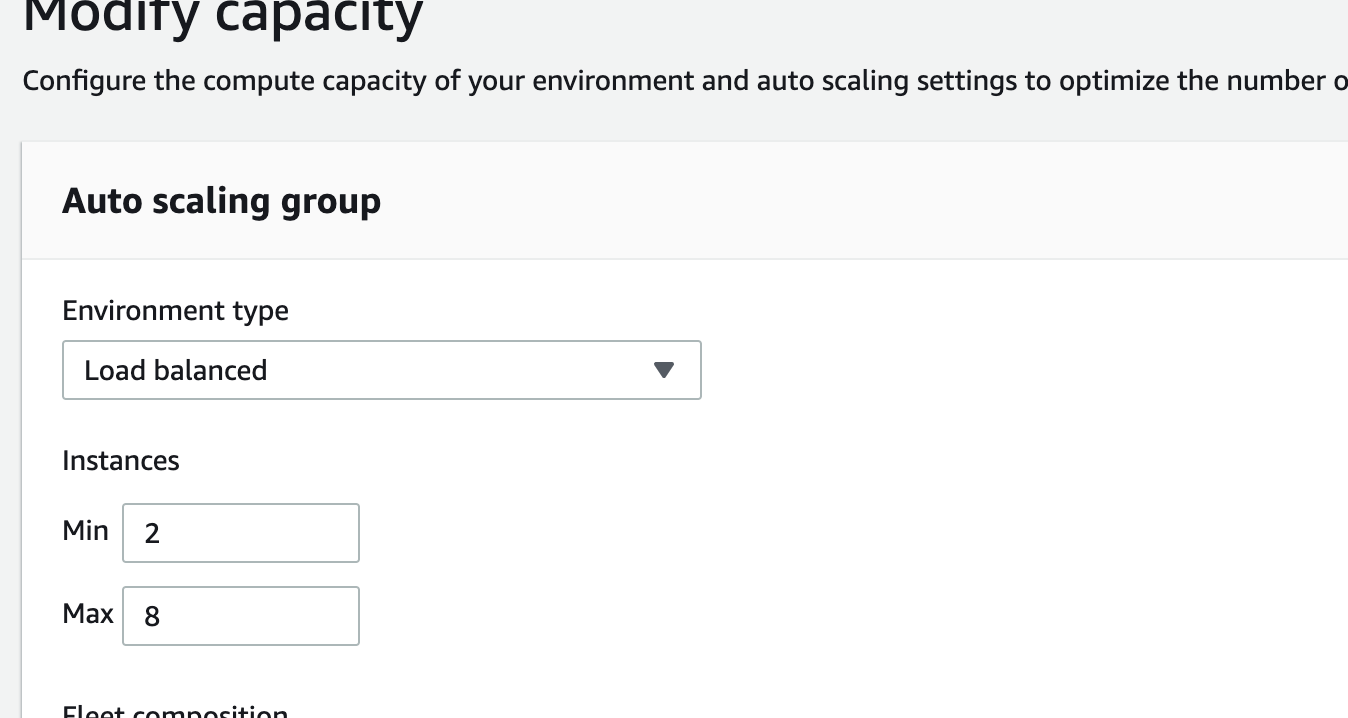 Modify capacity
Configure the compute capacity of your environment and auto scaling settings to optimize the number o
Auto scaling group
Environment type
Load balanced
Instances
Min 2
Max 8
Fleet composition